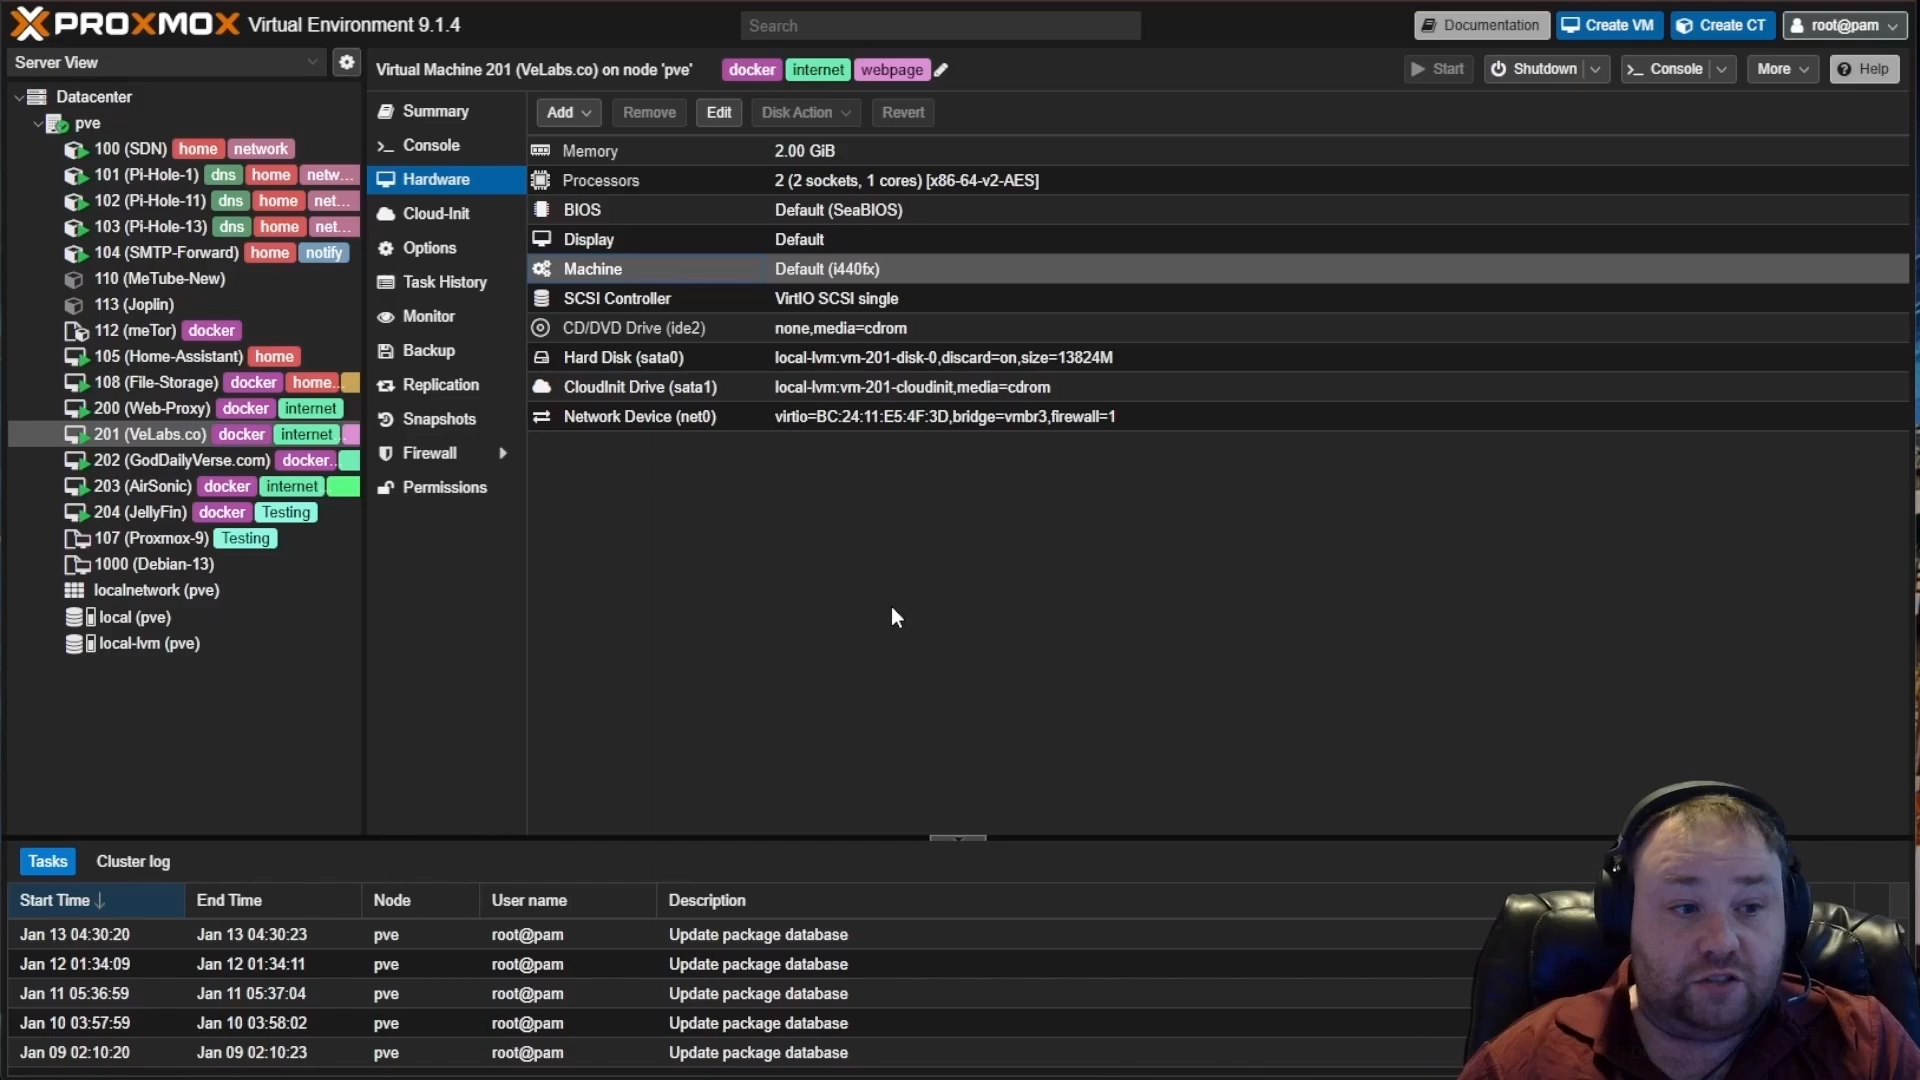 PROXMOX Virtual Environment 9.1.4
Search
Documentation
Create VM
Create CT
root@pam
Server View
Virtual Machine 201 (VeLabs.co) on node 'pve'
docker internet webpage
Start
Shutdown
Console
More
Help
Datacenter
pve
100 (SDN) home network
101 (Pi-Hole-1) dns home netw...
102 (Pi-Hole-11) dns home net...
103 (Pi-Hole-13) dns home net...
104 (SMTP-Forward) home notify
110 (MeTube-New)
113 (Joplin)
112 (meTor) docker
105 (Home-Assistant) home
108 (File-Storage) docker home...
200 (Web-Proxy) docker internet
201 (VeLabs.co) docker internet
202 (GodDailyVerse.com) docker...
203 (AirSonic) docker internet
204 (JellyFin) docker Testing
107 (Proxmox-9) Testing
1000 (Debian-13)
localnetwork (pve)
local (pve)
local-lvm (pve)
Summary
Console
Hardware
Cloud-Init
Options
Task History
Monitor
Backup
Replication
Snapshots
Firewall
Permissions
Add
Remove
Edit
Disk Action
Revert
Memory 2.00 GiB
Processors 2 (2 sockets, 1 cores) [x86-64-v2-AES]
BIOS Default (SeaBIOS)
Display Default
Machine Default (i440fx)
SCSI Controller VirtIO SCSI single
CD/DVD Drive (ide2) none,media=cdrom
Hard Disk (sata0) local-lvm:vm-201-disk-0,discard=on,size=13824M
CloudInit Drive (sata1) local-lvm:vm-201-cloudinit,media=cdrom
Network Device (net0) virtio=BC:24:11:E5:4F:3D,bridge=vmbr3,firewall=1
Tasks Cluster log
Start Time End Time Node User name Description
Jan 13 04:30:20 Jan 13 04:30:23 pve root@pam Update package database
Jan 12 01:34:09 Jan 12 01:34:11 pve root@pam Update package database
Jan 11 05:36:59 Jan 11 05:37:04 pve root@pam Update package database
Jan 10 03:57:59 Jan 10 03:58:02 pve root@pam Update package database
Jan 09 02:10:20 Jan 09 02:10:23 pve root@pam Update package database